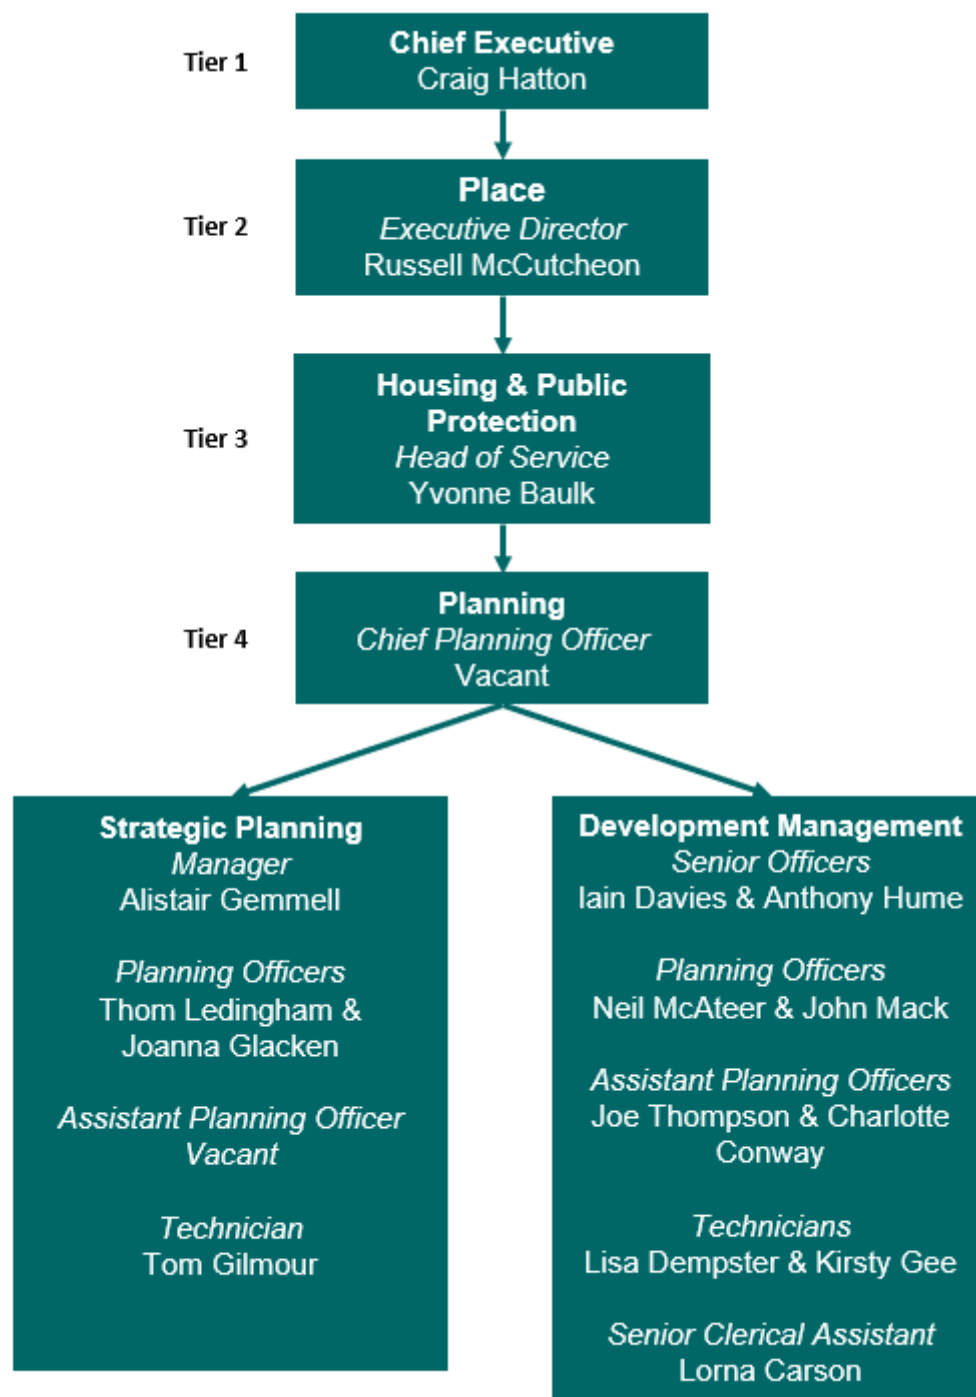 Tier 1
Chief Executive
Craig Hatton
Tier 2
Place
Executive Director
Russell McCutcheon
Tier 3
Housing & Public
Protection
Head of Service
Yvonne Baulk
Tier 4
Planning
Chief Planning Officer
Vacant
Strategic Planning
Manager
Alistair Gemmell
Planning Officers
Thom Ledingham &
Joanna Glacken
Assistant Planning Officer
Vacant
Technician
Tom Gilmour
Development Management
Senior Officers
Iain Davies & Anthony Hume
Planning Officers
Neil McAteer & John Mack
Assistant Planning Officers
Joe Thompson & Charlotte
Conway
Technicians
Lisa Dempster & Kirsty Gee
Senior Clerical Assistant
Lorna Carson